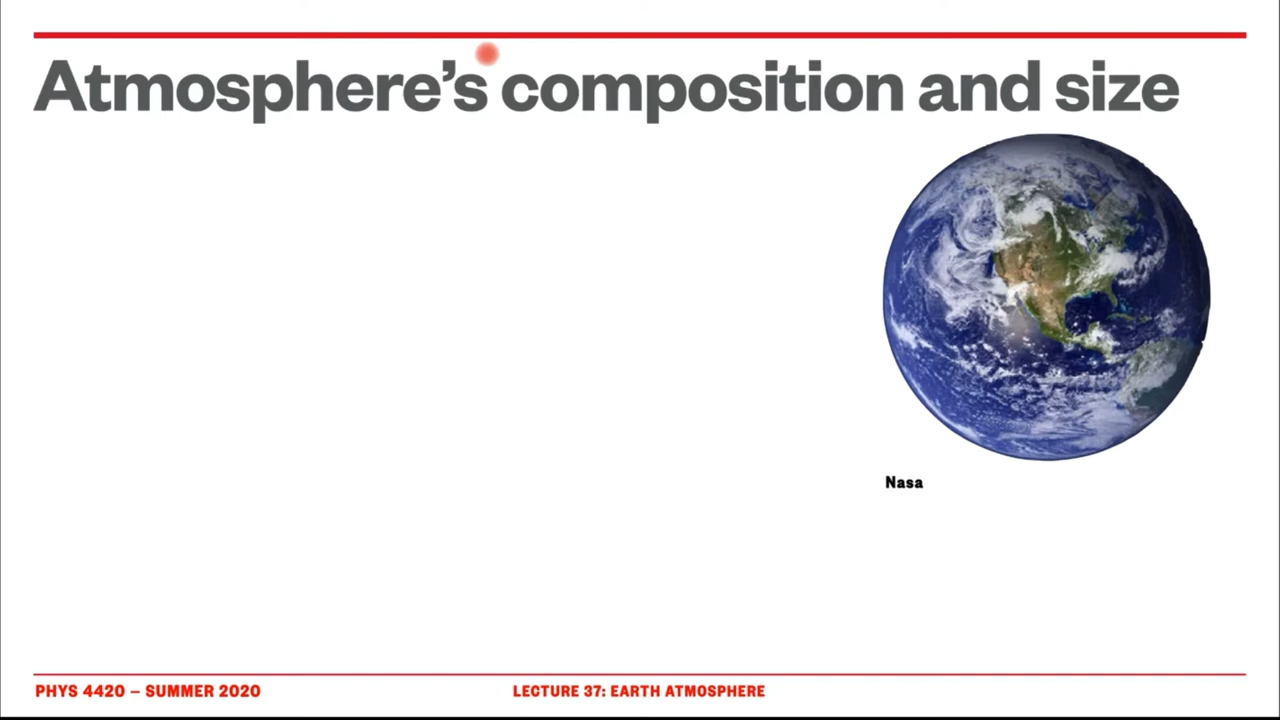 Atmosphere's composition and size
Nasa
PHYS 4420 – SUMMER 2020
LECTURE 37: EARTH ATMOSPHERE